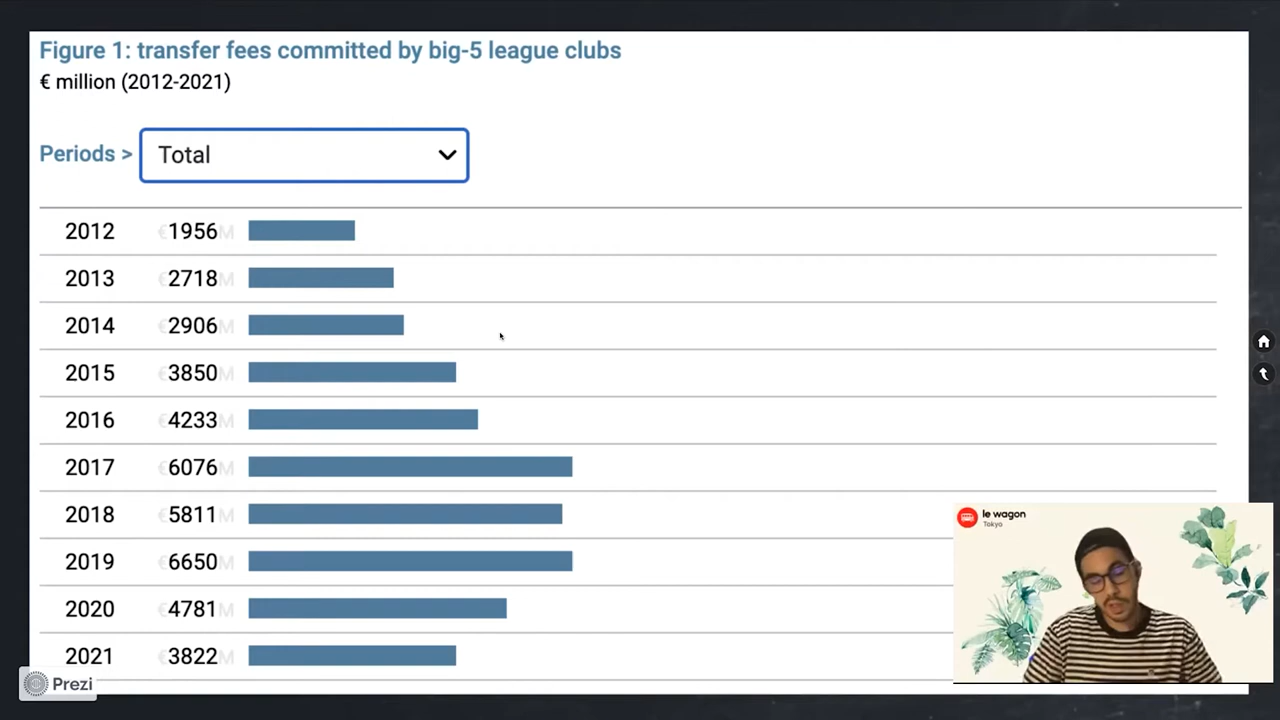 Figure 1: transfer fees committed by big-5 league clubs
€ million (2012-2021)
Periods > Total
2012 €1956M
2013 €2718M
2014 €2906M
2015 €3850M
2016 €4233M
2017 €6076M
2018 €5811M
2019 €6650M
2020 €4781M
2021 €3822M
le wagon
Tokyo
Prezi